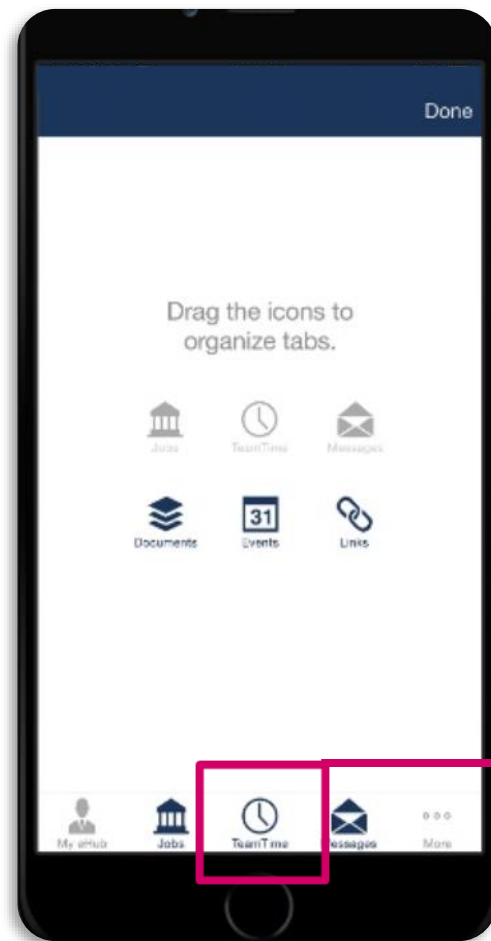 Done
Drag the icons to
organize tabs.
Jobs TeamTime Messages
31
Documents Events Links
My eHub Jobs TeamTime Messages More